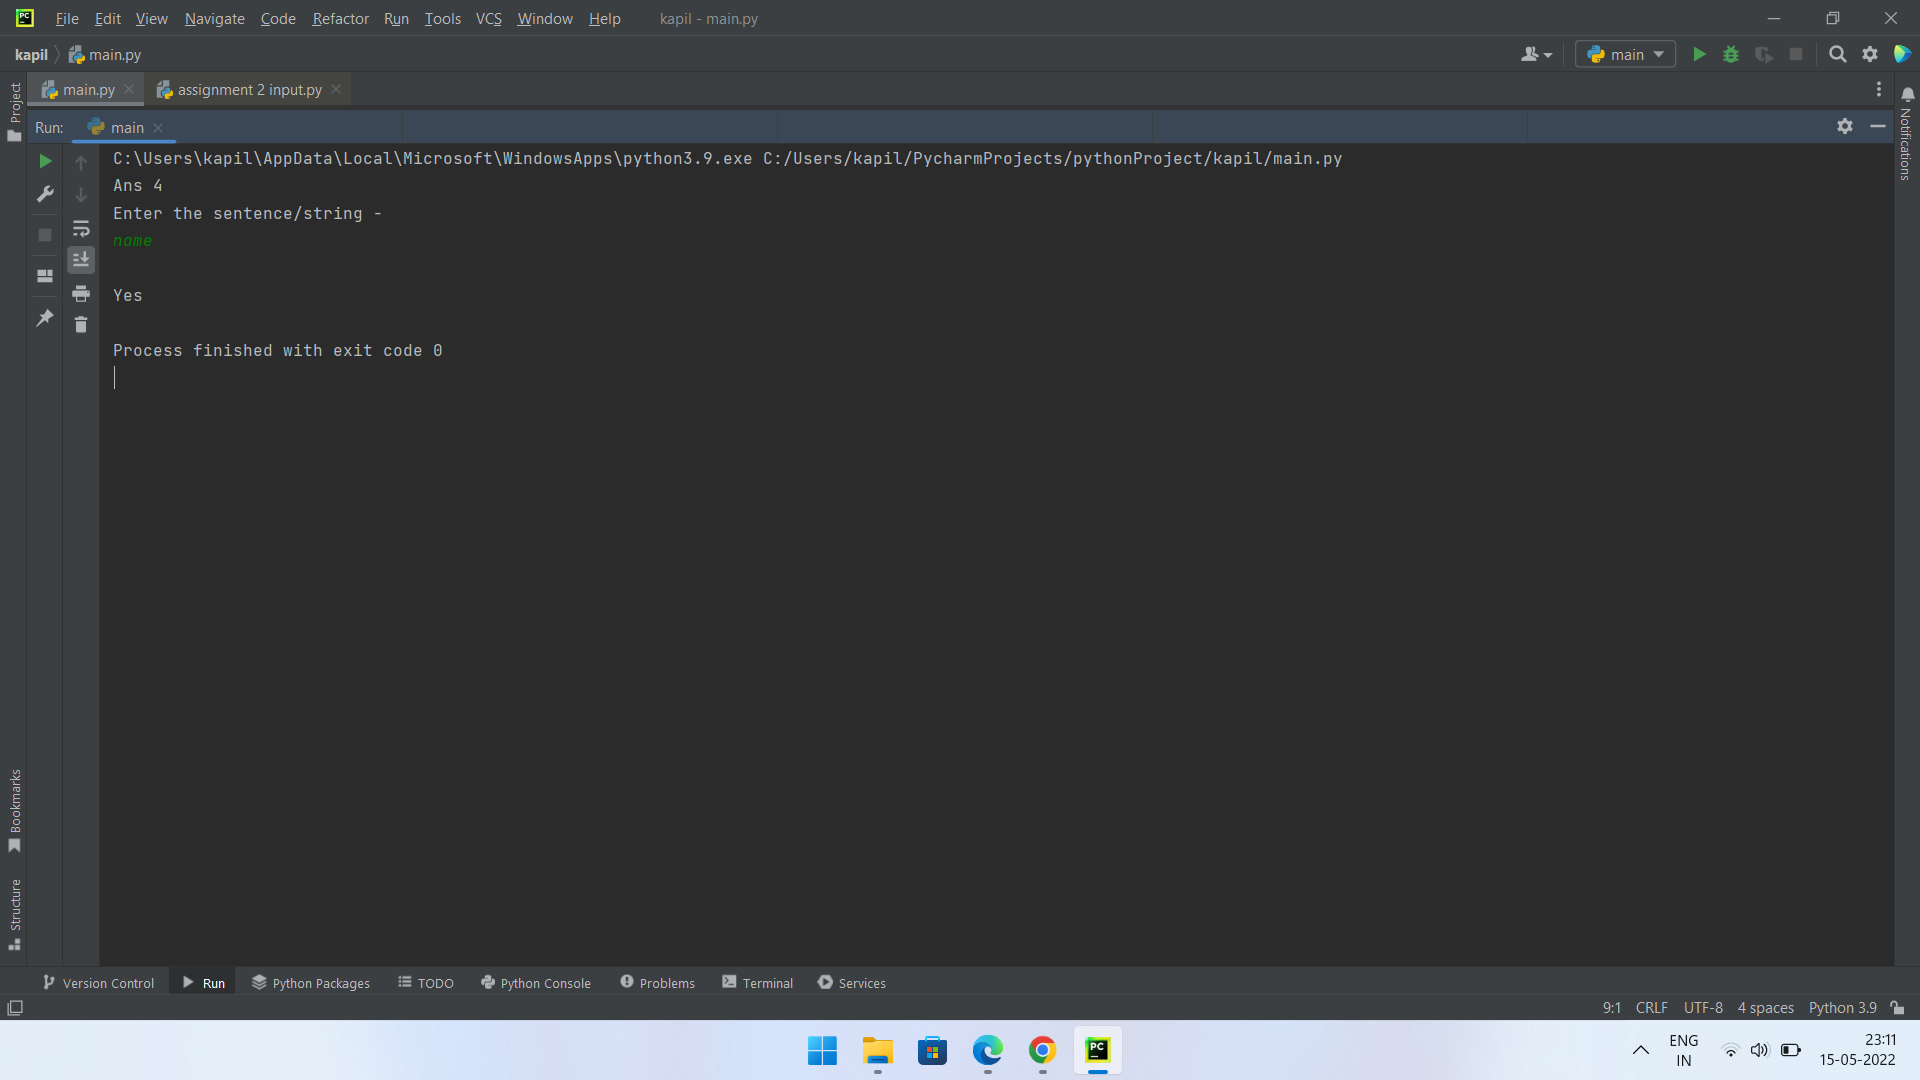 File Edit View Navigate Code Refactor Run Tools VCS Window Help kapil - main.py
kapil main.py main
main.py assignment 2 input.py
Run: main
C:\Users\kapil\AppData\Local\Microsoft\WindowsApps\python3.9.exe C:/Users/kapil/PycharmProjects/pythonProject/kapil/main.py
Ans 4
Enter the sentence/string -
name
Yes
Process finished with exit code 0
Project
Bookmarks
Structure
Notifications
Version Control Run Python Packages TODO Python Console Problems Terminal Services
9:1 CRLF UTF-8 4 spaces Python 3.9
PC
ENG 23:11
IN 15-05-2022